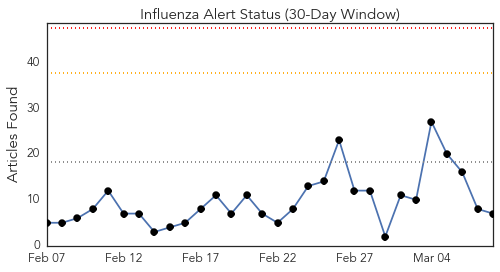 Influenza Alert Status (30-Day Window)
Articles Found
40
30
20
10
0
Feb 07 Feb 12 Feb 17 Feb 22 Feb 27 Mar 04